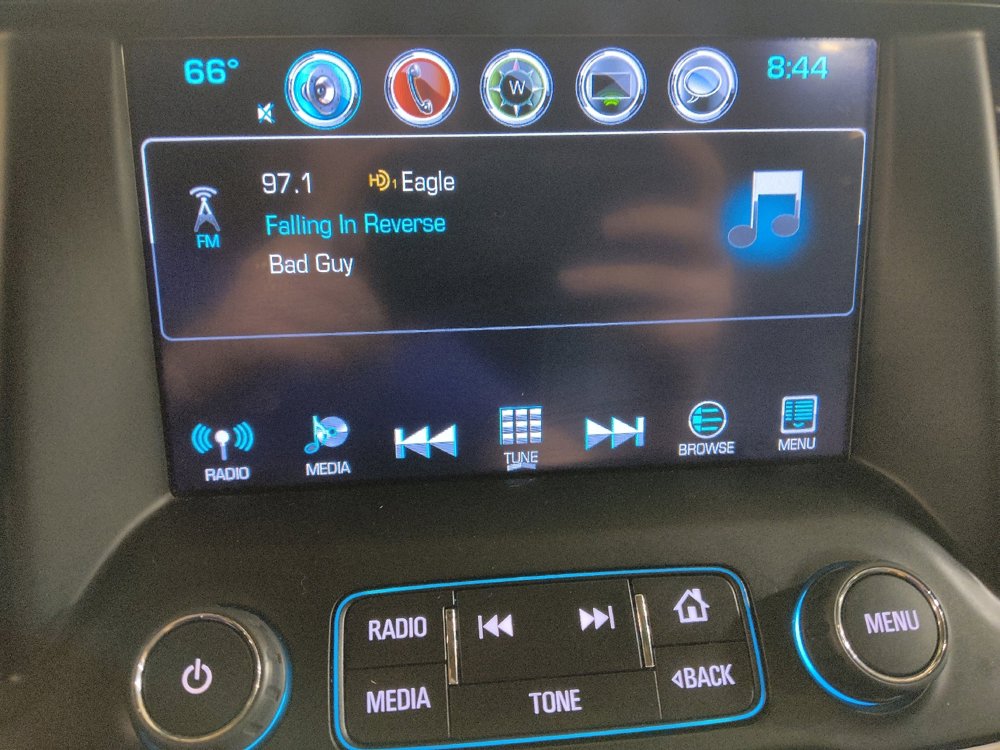 66°
W
8:44
97.1 HD1 Eagle
FM
Falling In Reverse
Bad Guy
RADIO
MEDIA
TUNE
BROWSE
MENU
RADIO
MEDIA
TONE
BACK
MENU